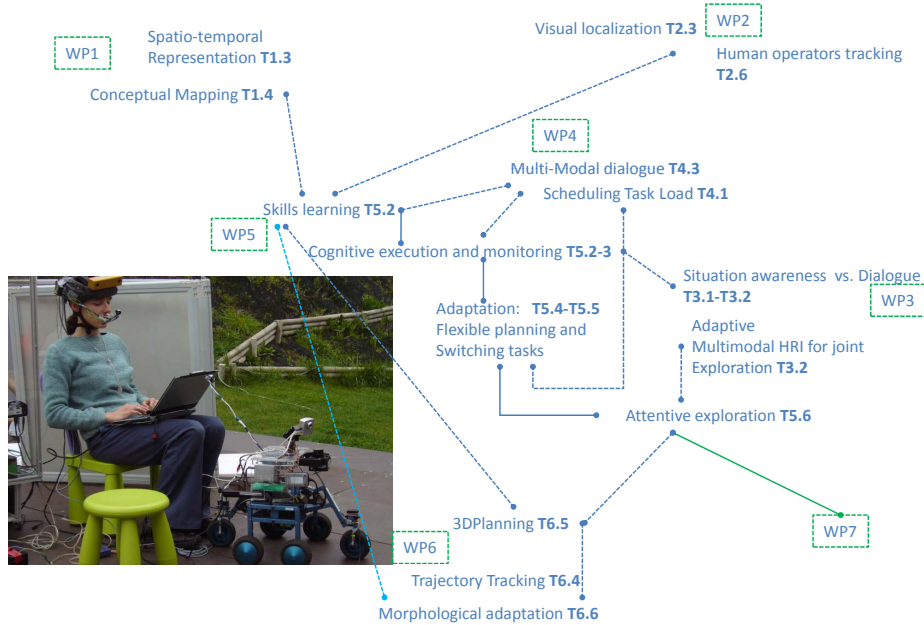 Visual localization T2.3
WP2
WP1
Spatio-temporal
Representation T1.3
Human operators tracking
T2.6
Conceptual Mapping T1.4
WP4
Multi-Modal dialogue T4.3
Scheduling Task Load T4.1
Skills learning T5.2
WP5
Cognitive execution and monitoring T5.2-3
Situation awareness vs. Dialogue
T3.1-T3.2
WP3
Adaptation: T5.4-T5.5
Flexible planning and
Switching tasks
Adaptive
Multimodal HRI for joint
Exploration T3.2
Attentive exploration T5.6
3DPlanning T6.5
WP7
WP6
Trajectory Tracking T6.4
Morphological adaptation T6.6